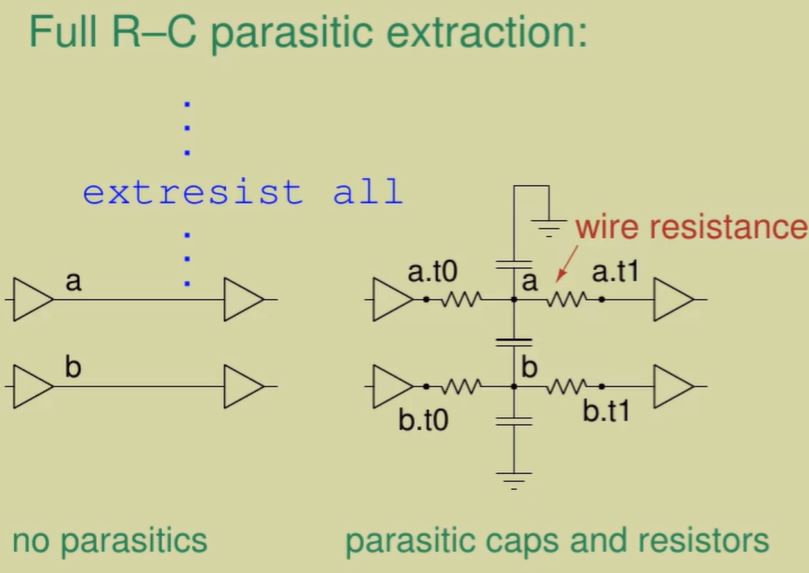 Full R–C parasitic extraction:
extresist all
wire resistance
a
a.t0
a
a.t1
b
b
b.t0
b.t1
no parasitics
parasitic caps and resistors